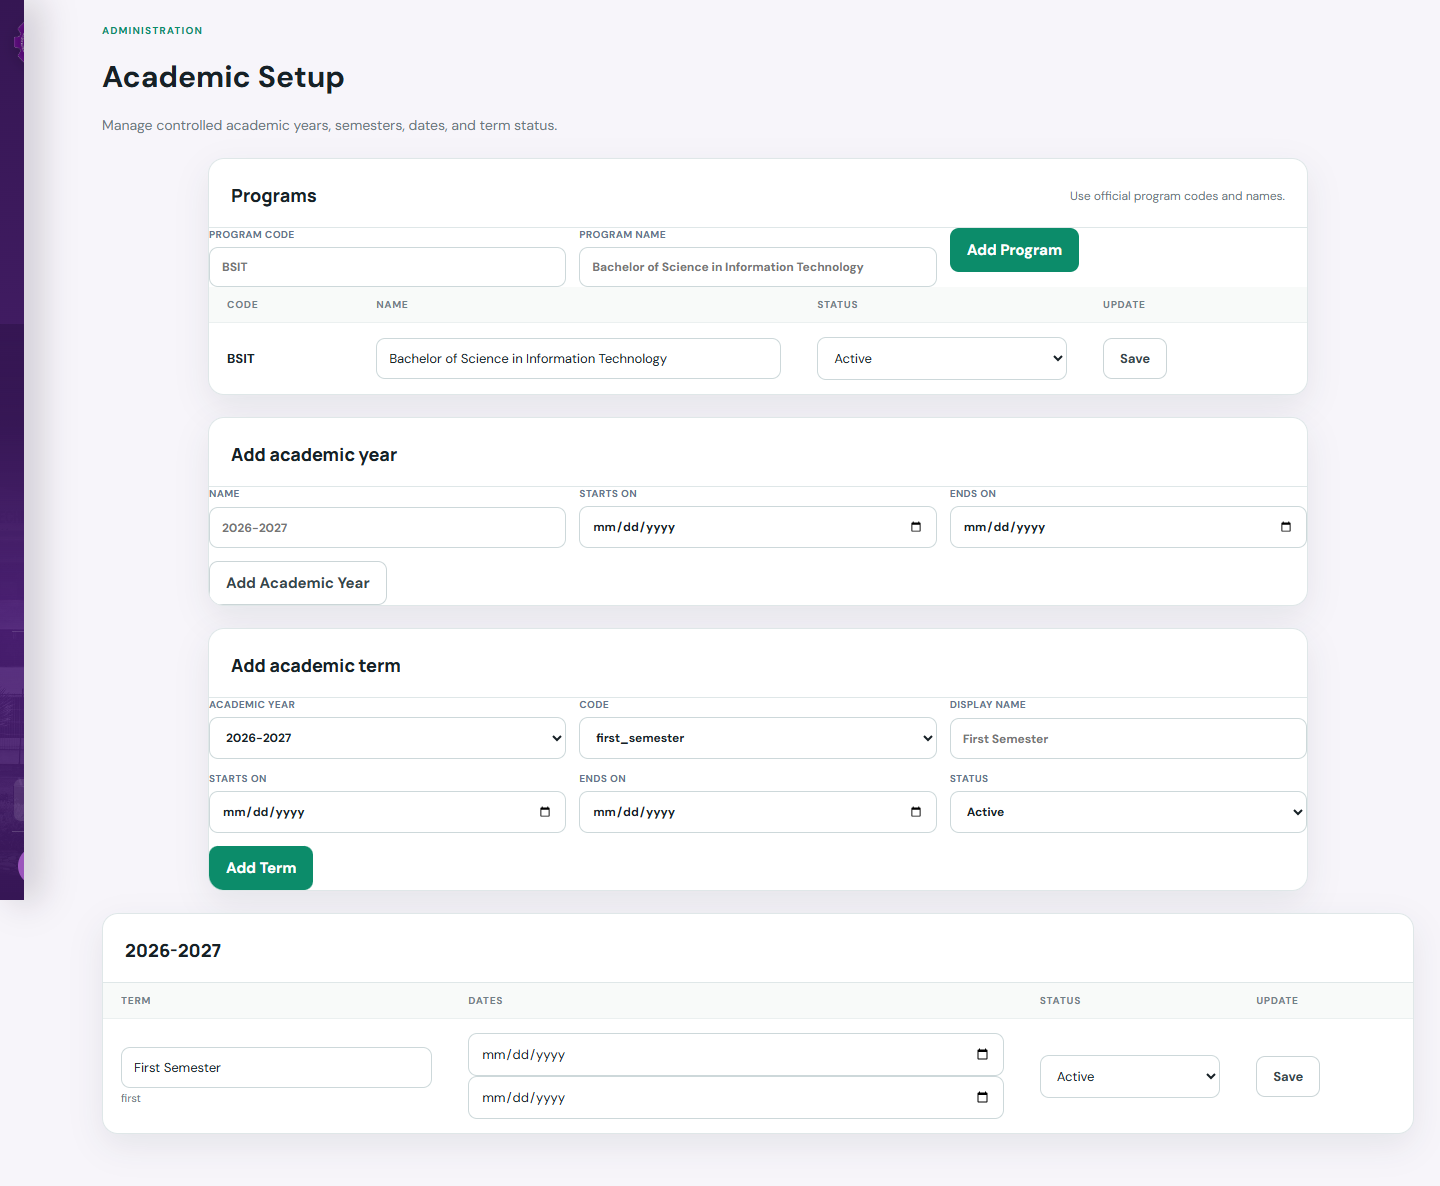 ADMINISTRATION
Academic Setup
Manage controlled academic years, semesters, dates, and term status.
Programs
Use official program codes and names.
PROGRAM CODE
PROGRAM NAME
BSIT
Bachelor of Science in Information Technology
Add Program
CODE
NAME
STATUS
UPDATE
BSIT
Bachelor of Science in Information Technology
Active
Save
Add academic year
NAME
STARTS ON
ENDS ON
2026-2027
mm/dd/yyyy
mm/dd/yyyy
Add Academic Year
Add academic term
ACADEMIC YEAR
CODE
DISPLAY NAME
2026-2027
first_semester
First Semester
STARTS ON
ENDS ON
STATUS
mm/dd/yyyy
mm/dd/yyyy
Active
Add Term
2026-2027
TERM
DATES
STATUS
UPDATE
First Semester
first
mm/dd/yyyy
mm/dd/yyyy
Active
Save